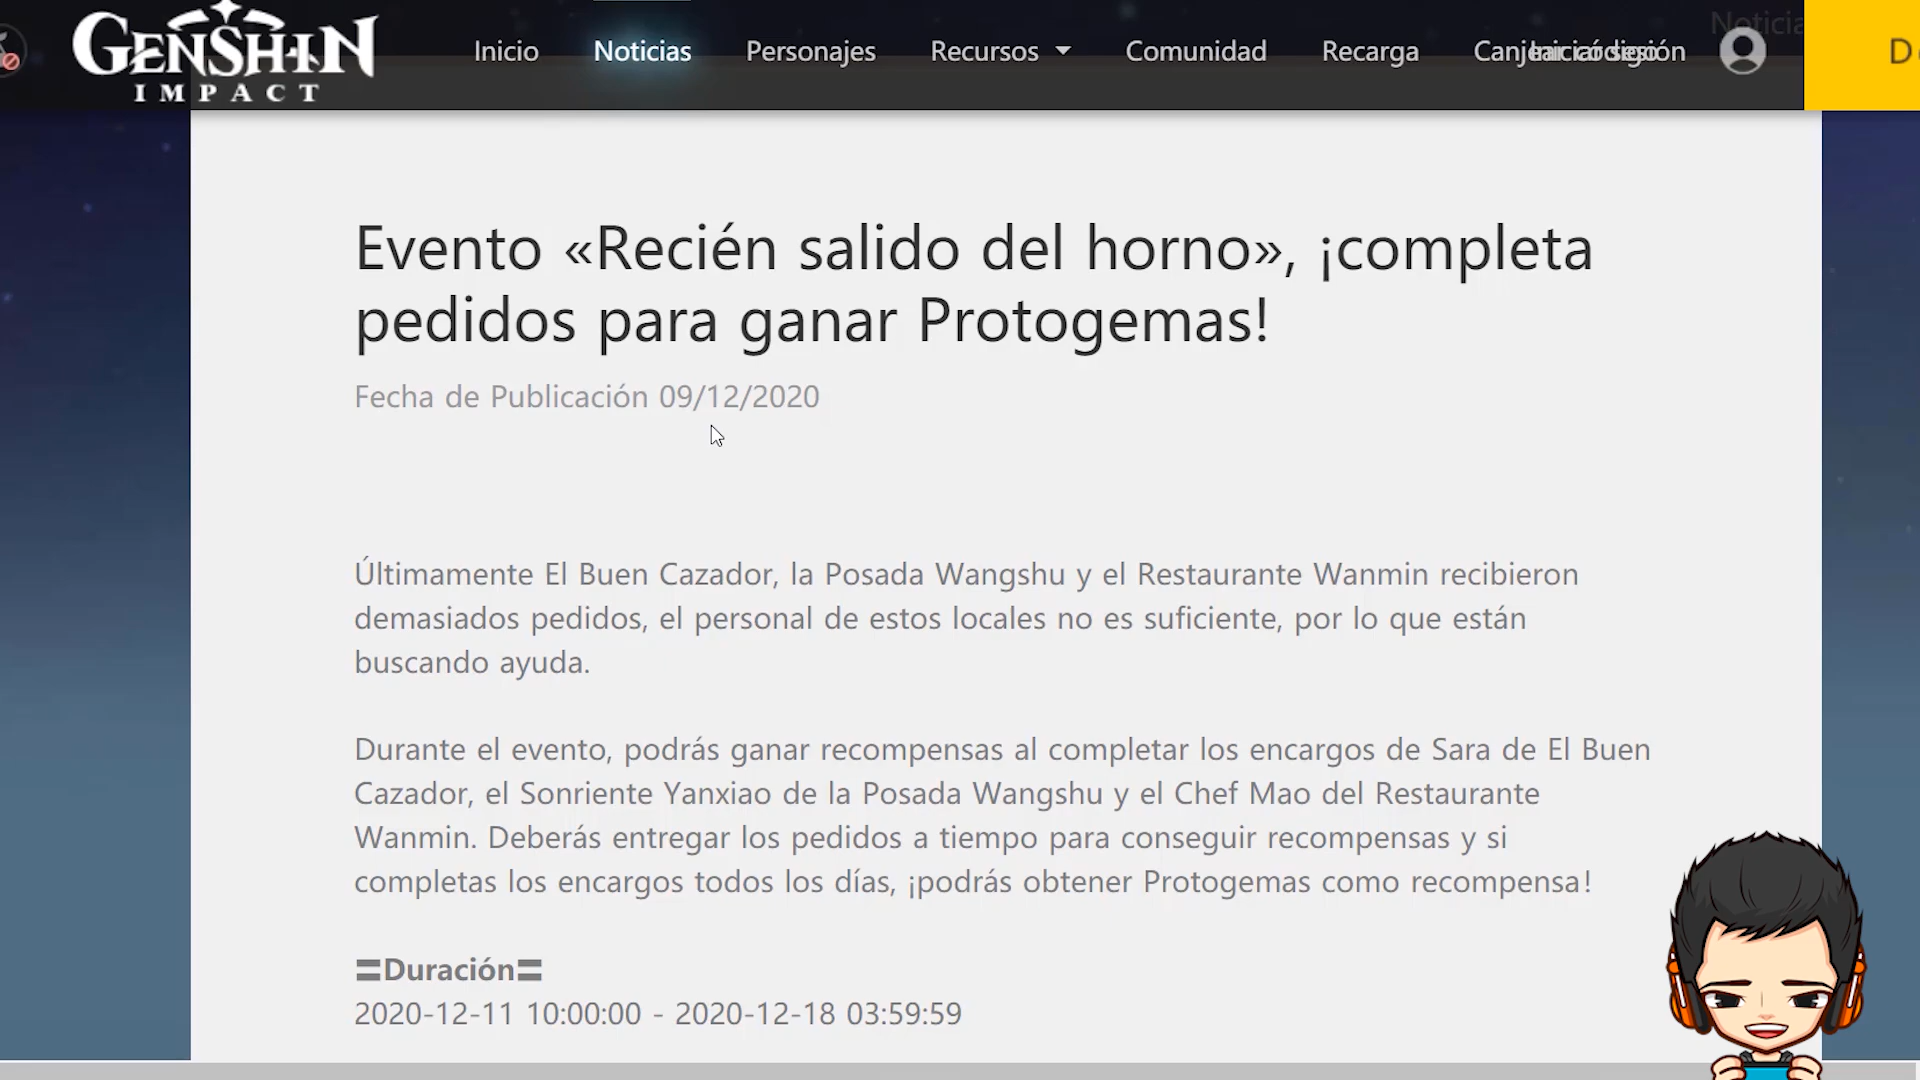 GENSHIN
IMPACT
Inicio
Noticias
Personajes
Recursos
Comunidad
Recarga
Canjear código
Iniciar sesión
Noticia
D
Evento «Recién salido del horno», ¡completa
pedidos para ganar Protogemas!
Fecha de Publicación 09/12/2020
Últimamente El Buen Cazador, la Posada Wangshu y el Restaurante Wanmin recibieron
demasiados pedidos, el personal de estos locales no es suficiente, por lo que están
buscando ayuda.
Durante el evento, podrás ganar recompensas al completar los encargos de Sara de El Buen
Cazador, el Sonriente Yanxiao de la Posada Wangshu y el Chef Mao del Restaurante
Wanmin. Deberás entregar los pedidos a tiempo para conseguir recompensas y si
completas los encargos todos los días, ¡podrás obtener Protogemas como recompensa!
〓Duración〓
2020-12-11 10:00:00 - 2020-12-18 03:59:59